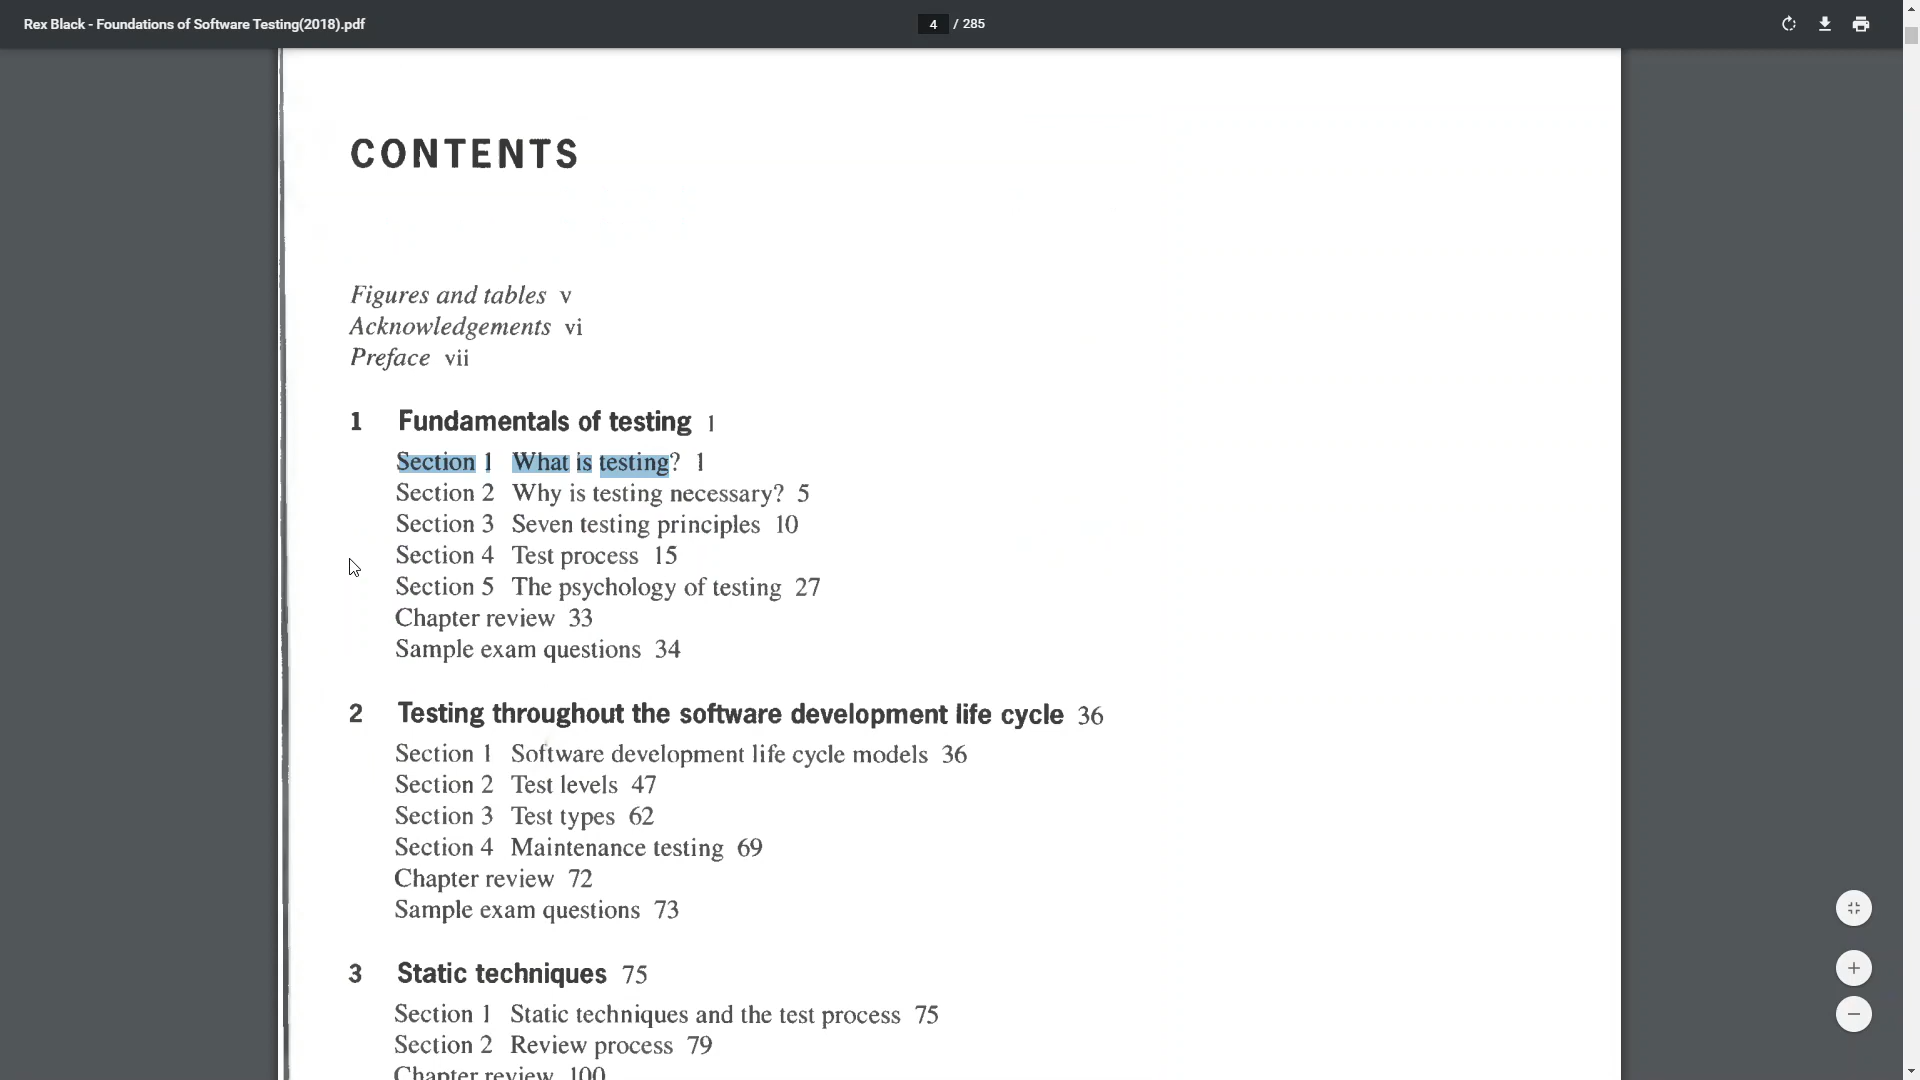 Rex Black - Foundations of Software Testing(2018).pdf
4 / 285
CONTENTS
Figures and tables v
Acknowledgements vi
Preface vii
1 Fundamentals of testing 1
Section 1 What is testing? 1
Section 2 Why is testing necessary? 5
Section 3 Seven testing principles 10
Section 4 Test process 15
Section 5 The psychology of testing 27
Chapter review 33
Sample exam questions 34
2 Testing throughout the software development life cycle 36
Section 1 Software development life cycle models 36
Section 2 Test levels 47
Section 3 Test types 62
Section 4 Maintenance testing 69
Chapter review 72
Sample exam questions 73
3 Static techniques 75
Section 1 Static techniques and the test process 75
Section 2 Review process 79
Chapter review 100